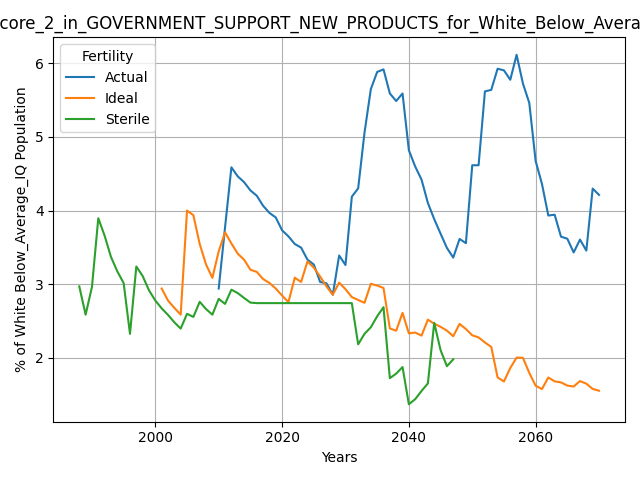 core_2_in_GOVERNMENT_SUPPORT_NEW_PRODUCTS_for_White_Below_Avera
Fertility
Actual
Ideal
Sterile
% of White Below_Average_IQ Population
6
5
4
3
2
2000
2020
2040
2060
Years